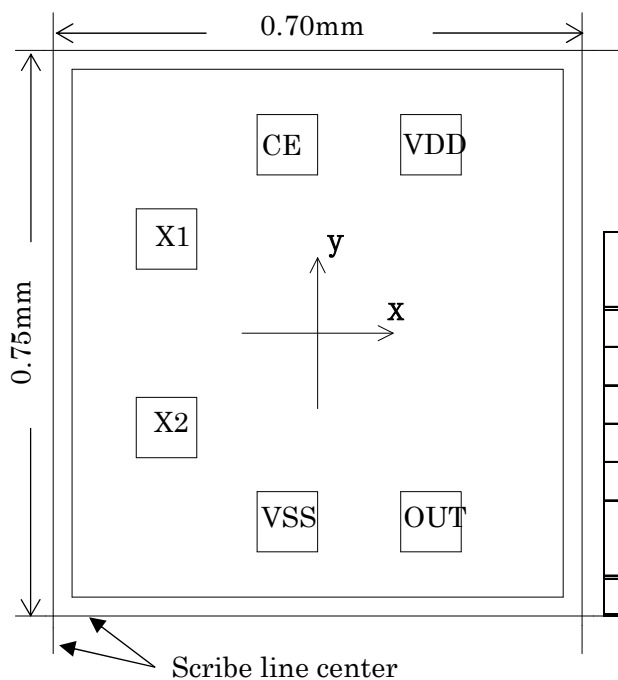 0.70mm
CE VDD
X1
y
x
0.75mm
X2
VSS OUT
Scribe line center